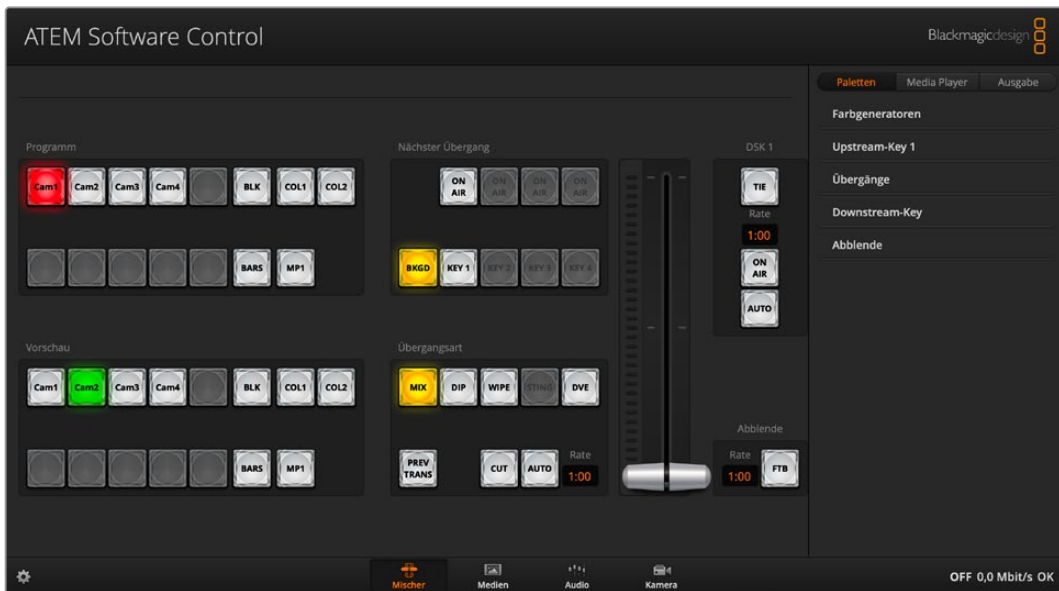 ATEM Software Control
Blackmagicdesign
Paletten Media Player Ausgabe
Farbgeneratoren
Upstream-Key 1
Übergänge
Downstream-Key
Abblende
Programm
Cam1 Cam2 Cam3 Cam4 BLK COL1 COL2
BARS MP1
Nächster Übergang
ON AIR ON AIR ON AIR ON AIR
BKGD KEY 1 KEY 2 KEY 3 KEY 4
DSK 1
TIE
Rate
1:00
ON AIR
AUTO
Vorschau
Cam1 Cam2 Cam3 Cam4 BLK COL1 COL2
BARS MP1
Übergangsart
MIX DIP WIPE STING DVE
PREV TRANS CUT AUTO
Rate
1:00
Abblende
Rate
1:00
FTB
Mischer Medien Audio Kamera
OFF 0,0 Mbit/s OK